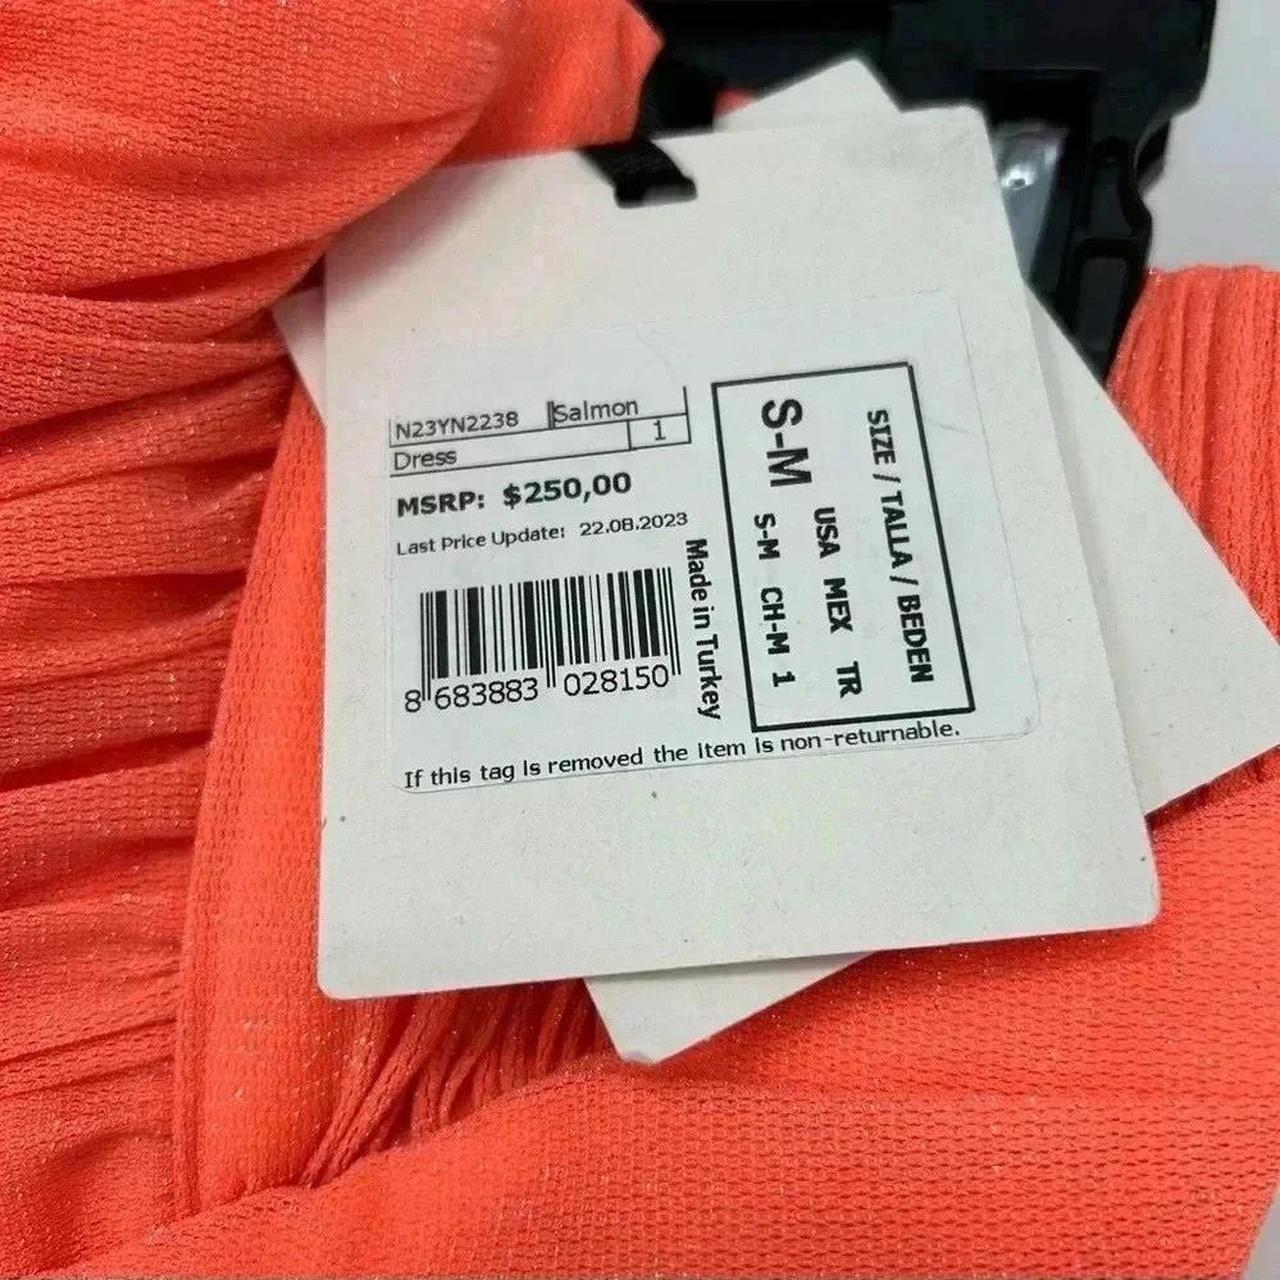 N23YN2238 Salmon
Dress 1
MSRP: $250,00
Last Price Update: 22.08.2023
8 683883 028150
Made in Turkey
SIZE / TALLA / BEDEN
USA MEX TR
S-M S-M CH-M 1
If this tag is removed the item is non-returnable.